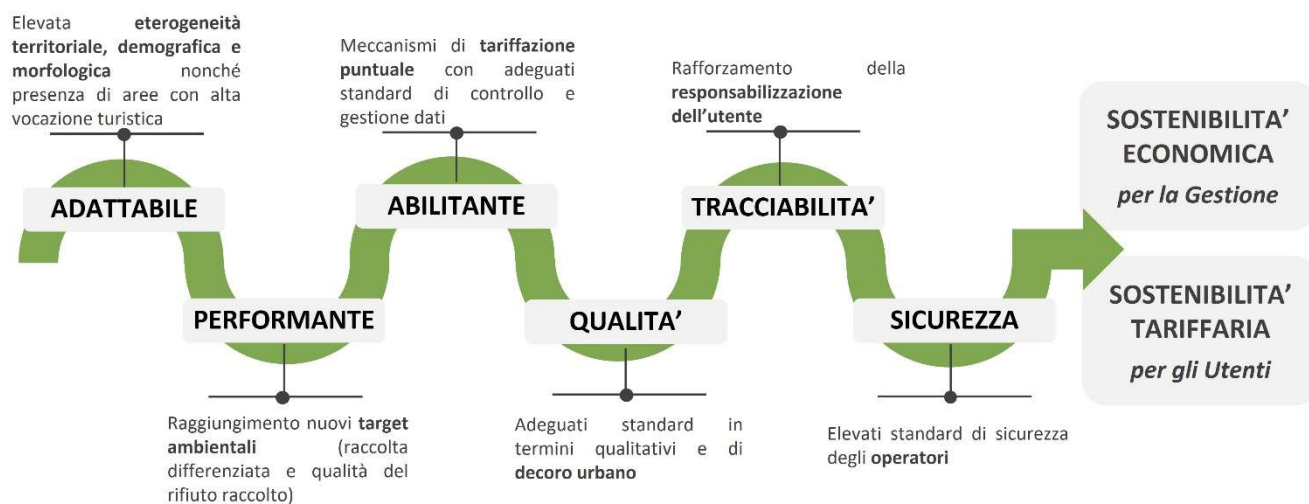 Elevata eterogeneità
territoriale, demografica e
morfologica nonché
presenza di aree con alta
vocazione turistica
ADATTABILE
PERFORMANTE
Raggiungimento nuovi target
ambientali (raccolta
differenziata e qualità del
rifiuto raccolto)
Meccanismi di tariffazione
puntuale con adeguati
standard di controllo e
gestione dati
ABILITANTE
QUALITA’
Adeguati standard in
termini qualitativi e di
decoro urbano
Rafforzamento della
responsabilizzazione
dell’utente
TRACCIABILITA’
SICUREZZA
Elevati standard di sicurezza
degli operatori
SOSTENIBILITA’
ECONOMICA
per la Gestione
SOSTENIBILITA’
TARIFFARIA
per gli Utenti